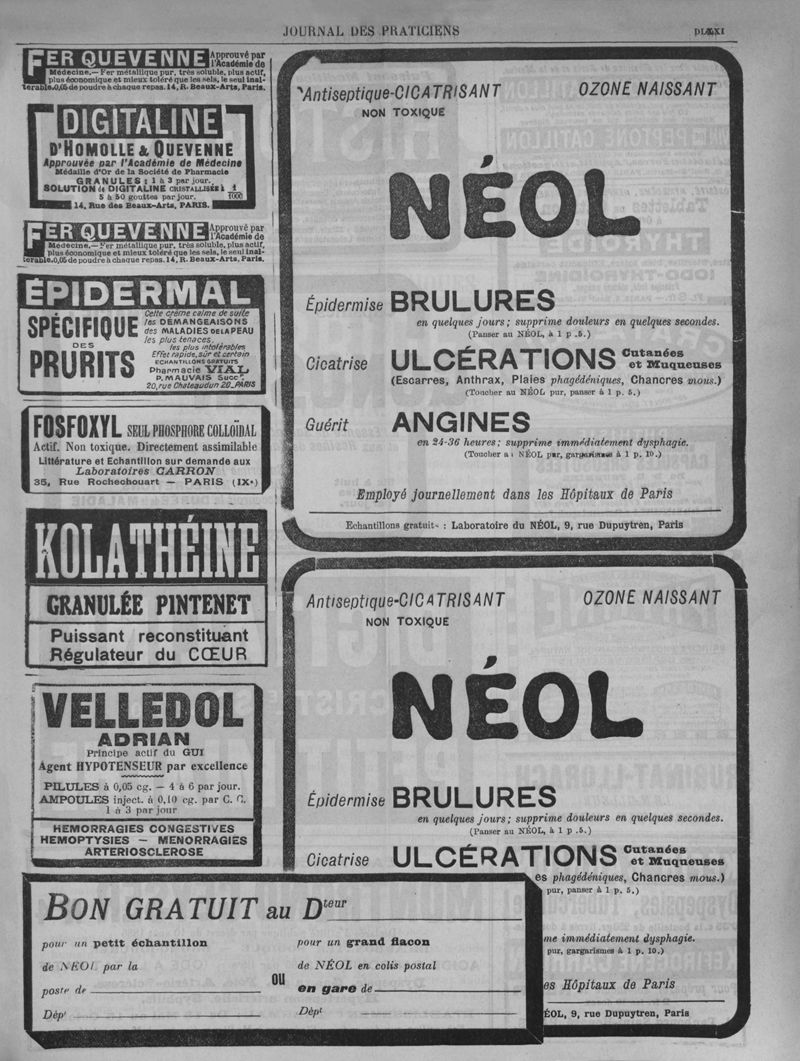 JOURNAL DES PRATICIENS
FER QUEVENNE Approuvé par
l'Académie de
Médecine.— Fer métallique pur, très soluble, plus actif,
plus économique et mieux toléré que les sels, le seul inal-
térable. 0,05 de poudre à chaque repas. 14, R. Beaux-Arts, Paris.
DIGITALINE
D'HOMOLLE & QUEVENNE
Approuvée par l'Académie de Médecine
Médaille d'Or de la Société de Pharmacie
GRANULES : 1 à 3 par jour.
SOLUTION de DIGITALINE CRISTALLISÉE à 1/1000
5 à 50 gouttes par jour.
14, Rue des Beaux-Arts, PARIS.
FER QUEVENNE Approuvé par
l'Académie de
Médecine.— Fer métallique pur, très soluble, plus actif,
plus économique et mieux toléré que les sels, le seul inal-
térable. 0,05 de poudre à chaque repas. 14, R. Beaux-Arts, Paris.
ÉPIDERMAL
SPÉCIFIQUE
DES
PRURITS
Cette crème calme de suite
les DÉMANGEAISONS
des MALADIES de la PEAU
les plus tenaces,
les plus intolérables
Effet rapide, sûr et certain
ECHANTILLONS GRATUITS
Pharmacie VIAL
P. MAUVAIS Succr,
20, rue Chateaudun 20_PARIS
FOSFOXYL SEUL PHOSPHORE COLLOÏDAL
Actif. Non toxique. Directement assimilable
Littérature et Echantillon sur demande aux
Laboratoires CARRON
35, Rue Rochechouart — PARIS (IXe)
KOLATHÉINE
GRANULÉE PINTENET
Puissant reconstituant
Régulateur du CŒUR
VELLEDOL
ADRIAN
Principe actif du GUI
Agent HYPOTENSEUR par excellence
PILULES à 0,05 cg. — 4 à 6 par jour.
AMPOULES inject. à 0,10 cg. par C. C.
1 à 3 par jour
HEMORRAGIES CONGESTIVES
HEMOPTYSIES — MENORRAGIES
ARTERIOSCLEROSE
Antiseptique-CICATRISANT OZONE NAISSANT
NON TOXIQUE
NÉOL
Épidermise BRULURES
en quelques jours; supprime douleurs en quelques secondes.
(Panser au NÉOL, à 1 p .5.)
Cicatrise ULCÉRATIONS Cutanées
et Muqueuses
(Escarres, Anthrax, Plaies phagédéniques, Chancres mous.)
(Toucher au NÉOL pur, panser à 1 p. 5.)
Guérit ANGINES
en 24-36 heures; supprime immédiatement dysphagie.
(Toucher au NÉOL pur, gargarismes à 1 p. 10.)
Employé journellement dans les Hôpitaux de Paris
Echantillons gratuits : Laboratoire du NÉOL, 9, rue Dupuytren, Paris
Antiseptique-CICATRISANT OZONE NAISSANT
NON TOXIQUE
NÉOL
Épidermise BRULURES
en quelques jours; supprime douleurs en quelques secondes.
(Panser au NÉOL, à 1 p .5.)
Cicatrise ULCÉRATIONS Cutanées
et Muqueuses
es phagédéniques, Chancres mous.)
pur, panser à 1 p. 5.)
me immédiatement dysphagie.
pur, gargarismes à 1 p. 10.)
es Hôpitaux de Paris
ÉOL, 9, rue Dupuytren, Paris
BON GRATUIT au Dteur
pour un petit échantillon
de NEOL par la
poste de
Dépt
OU
pour un grand flacon
de NÉOL en colis postal
en gare de
Dépt